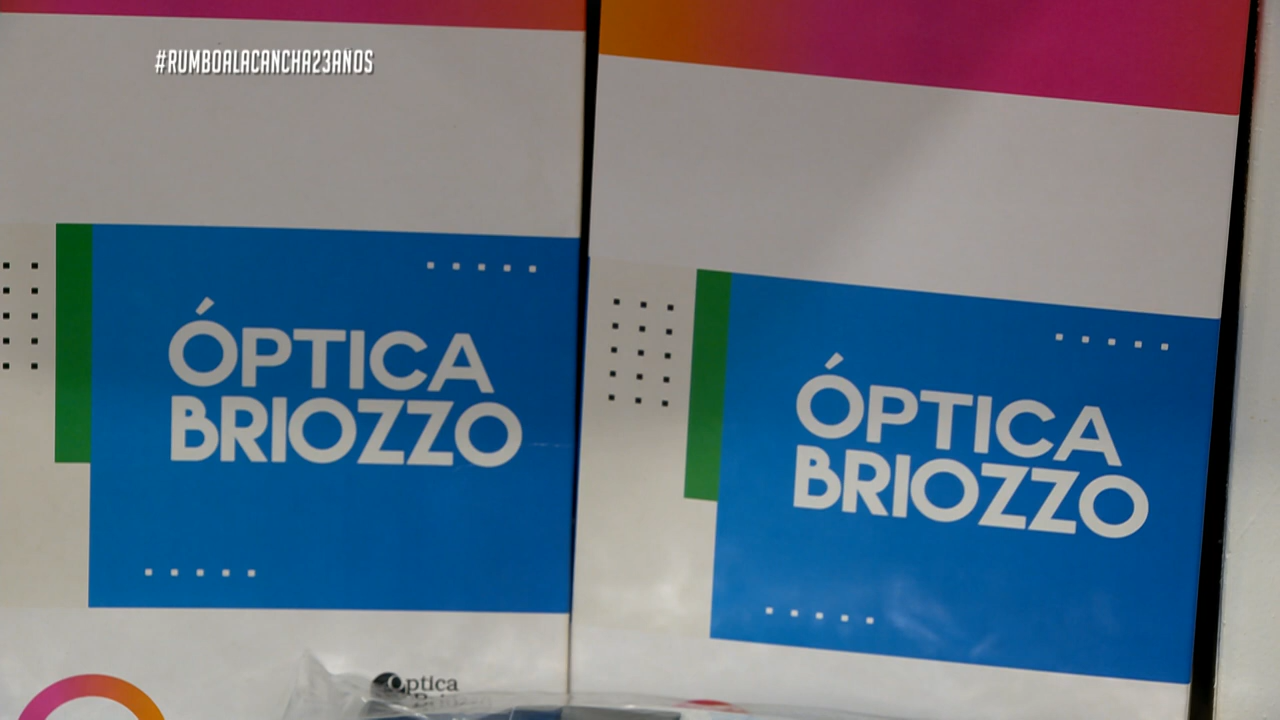 #RUMBOALACANCHA23AÑOS
ÓPTICA
BRIOZZO
ÓPTICA
BRIOZZO
Óptica